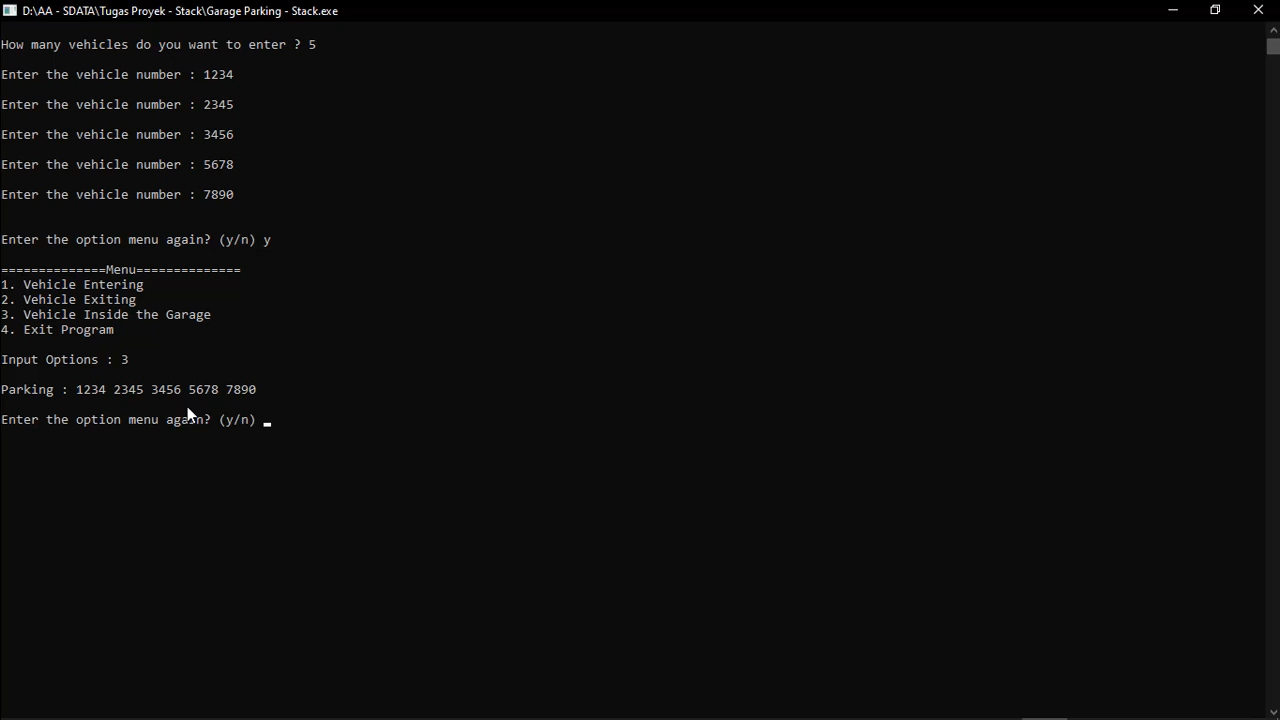 D:\AA - SDATA\Tugas Proyek - Stack\Garage Parking - Stack.exe
How many vehicles do you want to enter ? 5
Enter the vehicle number : 1234
Enter the vehicle number : 2345
Enter the vehicle number : 3456
Enter the vehicle number : 5678
Enter the vehicle number : 7890
Enter the option menu again? (y/n) y
==============Menu==============
1. Vehicle Entering
2. Vehicle Exiting
3. Vehicle Inside the Garage
4. Exit Program
Input Options : 3
Parking : 1234 2345 3456 5678 7890
Enter the option menu again? (y/n)